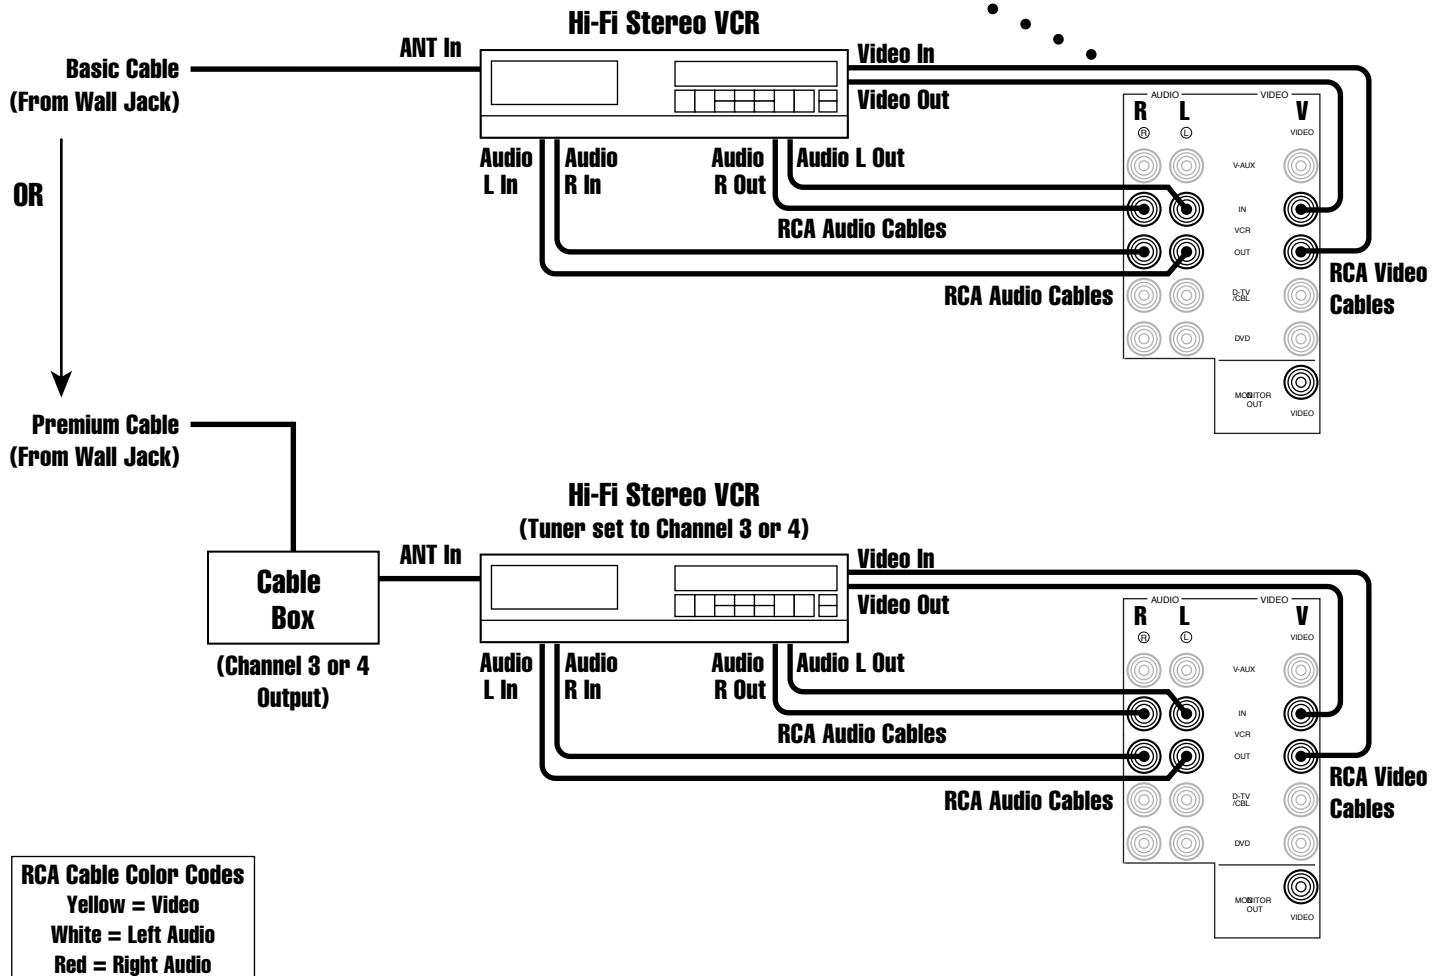 Hi-Fi Stereo VCR
ANT In
Basic Cable
(From Wall Jack)
Video In
Video Out
Audio
L In
Audio
R In
Audio
R Out
Audio L Out
RCA Audio Cables
RCA Audio Cables
AUDIO
VIDEO
R
L
V
R
L
VIDEO
V-AUX
IN
VCR
OUT
D-TV
/CBL
DVD
MONITOR
OUT
VIDEO
RCA Video
Cables
OR
Premium Cable
(From Wall Jack)
Cable
Box
(Channel 3 or 4
Output)
ANT In
Hi-Fi Stereo VCR
(Tuner set to Channel 3 or 4)
Video In
Video Out
Audio
L In
Audio
R In
Audio
R Out
Audio L Out
RCA Audio Cables
RCA Audio Cables
AUDIO
VIDEO
R
L
V
R
L
VIDEO
V-AUX
IN
VCR
OUT
D-TV
/CBL
DVD
MONITOR
OUT
VIDEO
RCA Video
Cables
RCA Cable Color Codes
Yellow = Video
White = Left Audio
Red = Right Audio